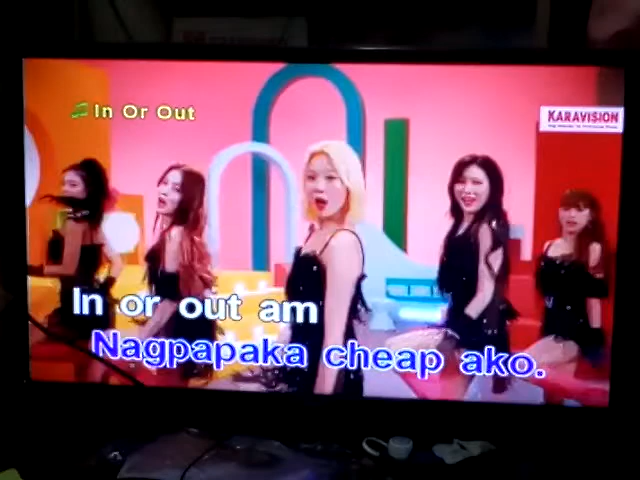 In Or Out
KARAVISION
In or out am
Nagpapaka cheap ako.